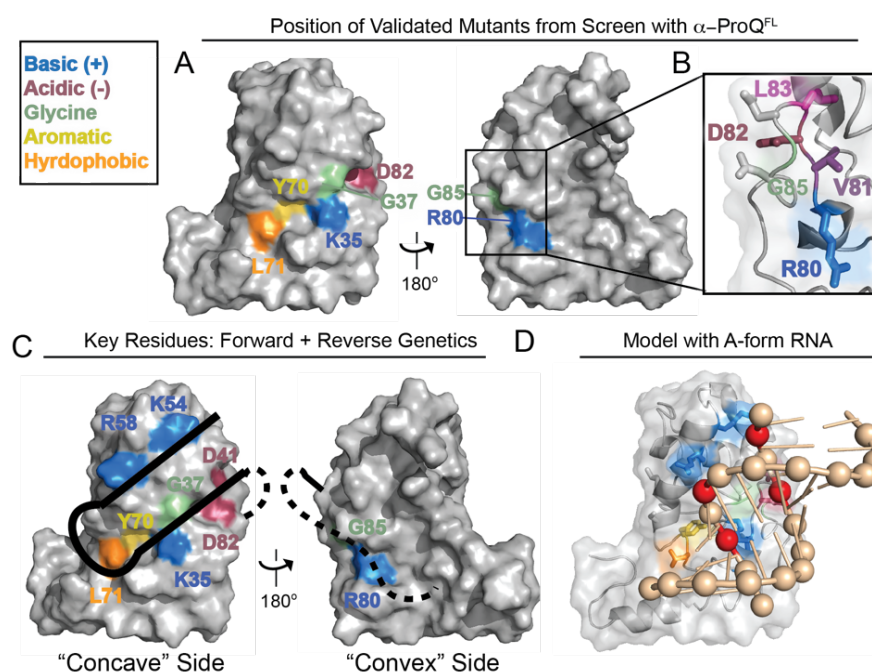 Position of Validated Mutants from Screen with α–ProQFL
Basic (+)
Acidic (-)
Glycine
Aromatic
Hyrdophobic
A
Y70
D82
G37
K35
L71
180°
G85
R80
B
L83
D82
G85
V81
R80
C
Key Residues: Forward + Reverse Genetics
K54
R58
D41
G37
Y70
D82
K35
L71
180°
G85
R80
"Concave" Side
"Convex" Side
D
Model with A-form RNA